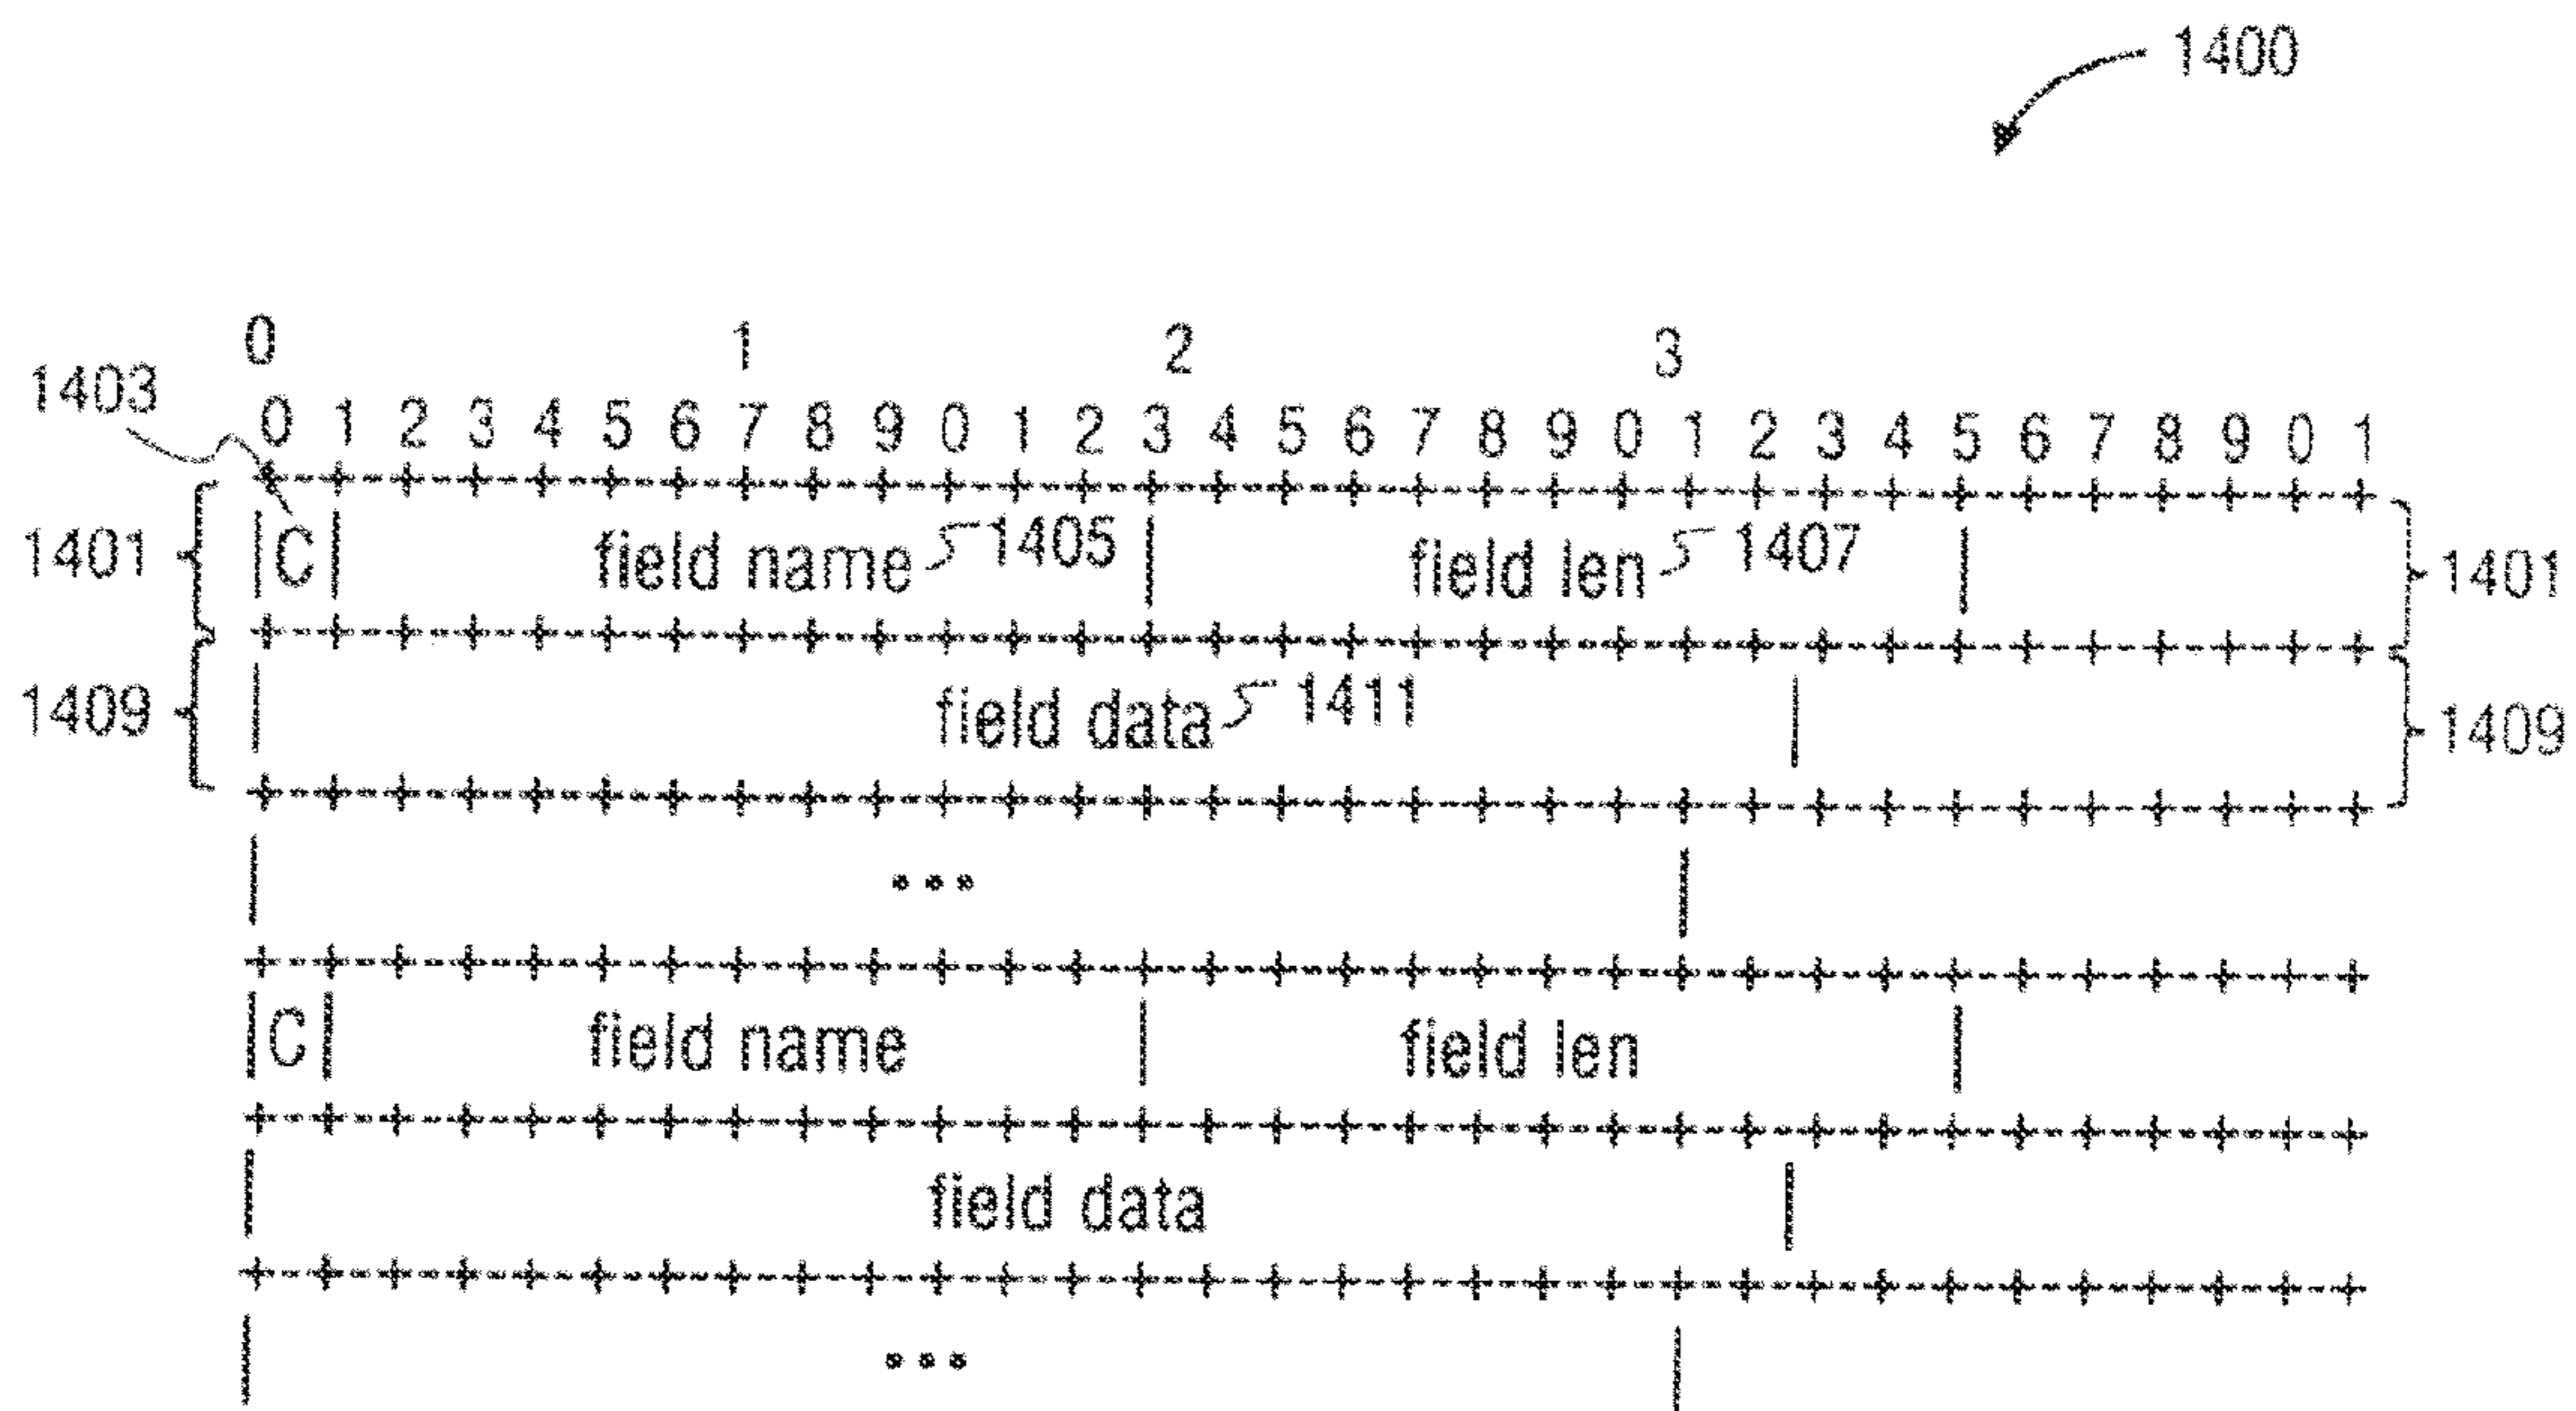 1400
0 1 2 3
1403
0 1 2 3 4 5 6 7 8 9 0 1 2 3 4 5 6 7 8 9 0 1 2 3 4 5 6 7 8 9 0 1
1401 |C| field name 1405 | field len 1407 | 1401
1409 | field data 1411 | 1409
| ... |
|C| field name | field len |
| field data |
| ... |